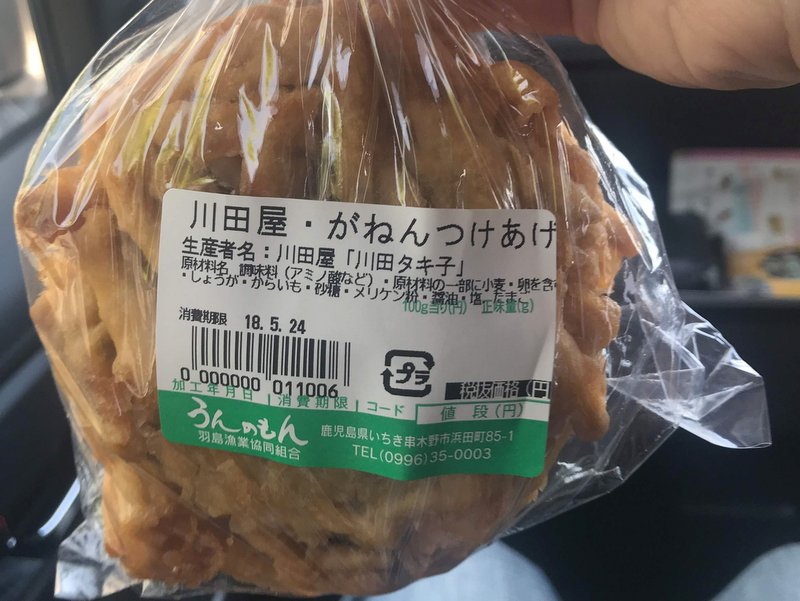 川田屋・がねんつけあげ
生産者名：川田屋「川田タキ子」
原材料名 調味料（アミノ酸など）・原材料の一部に小麦・卵を含む
・しょうが・からいも・砂糖・メリケン粉・醤油・塩・たまご
100g当り(円) 正味量(g)
消費期限 18.5.24
0 000000 011006
プラ
税抜価格（円）
加工年月日 消費期限 コード 値段（円）
うんのもん
羽島漁業協同組合
鹿児島県いちき串木野市浜田町85-1
TEL(0996)35-0003